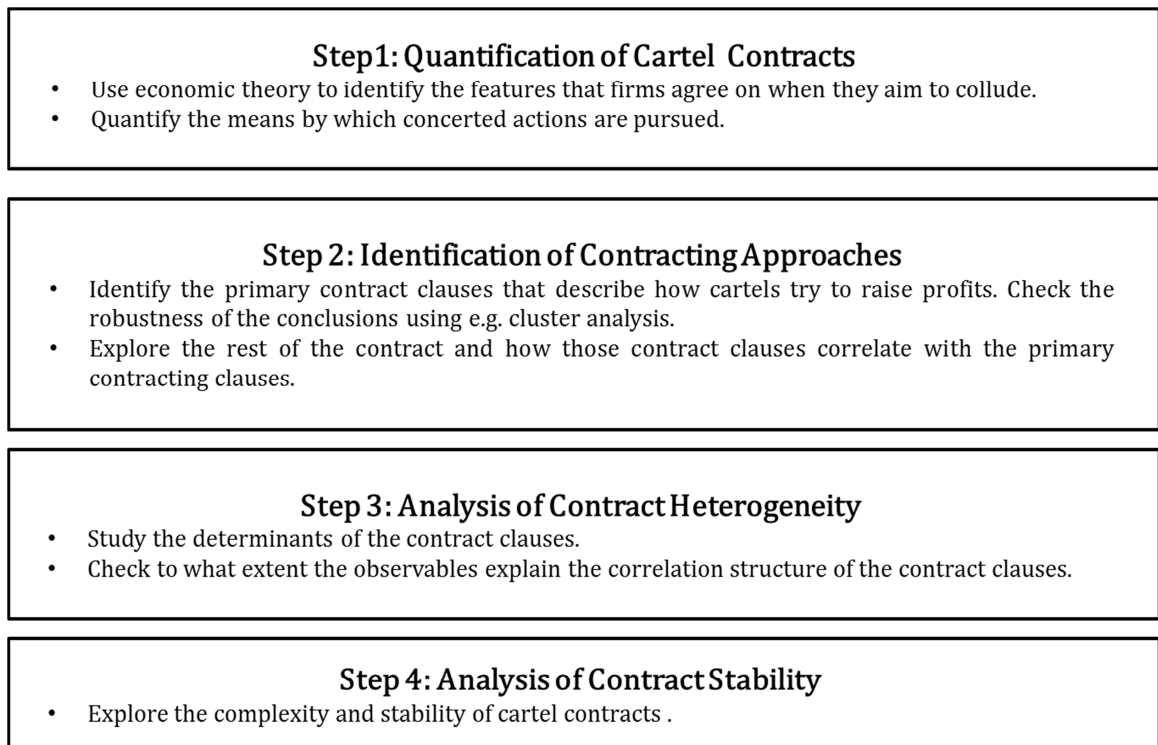 Step1: Quantification of Cartel Contracts
• Use economic theory to identify the features that firms agree on when they aim to collude.
• Quantify the means by which concerted actions are pursued.
Step 2: Identification of Contracting Approaches
• Identify the primary contract clauses that describe how cartels try to raise profits. Check the
robustness of the conclusions using e.g. cluster analysis.
• Explore the rest of the contract and how those contract clauses correlate with the primary
contracting clauses.
Step 3: Analysis of Contract Heterogeneity
• Study the determinants of the contract clauses.
• Check to what extent the observables explain the correlation structure of the contract clauses.
Step 4: Analysis of Contract Stability
• Explore the complexity and stability of cartel contracts .